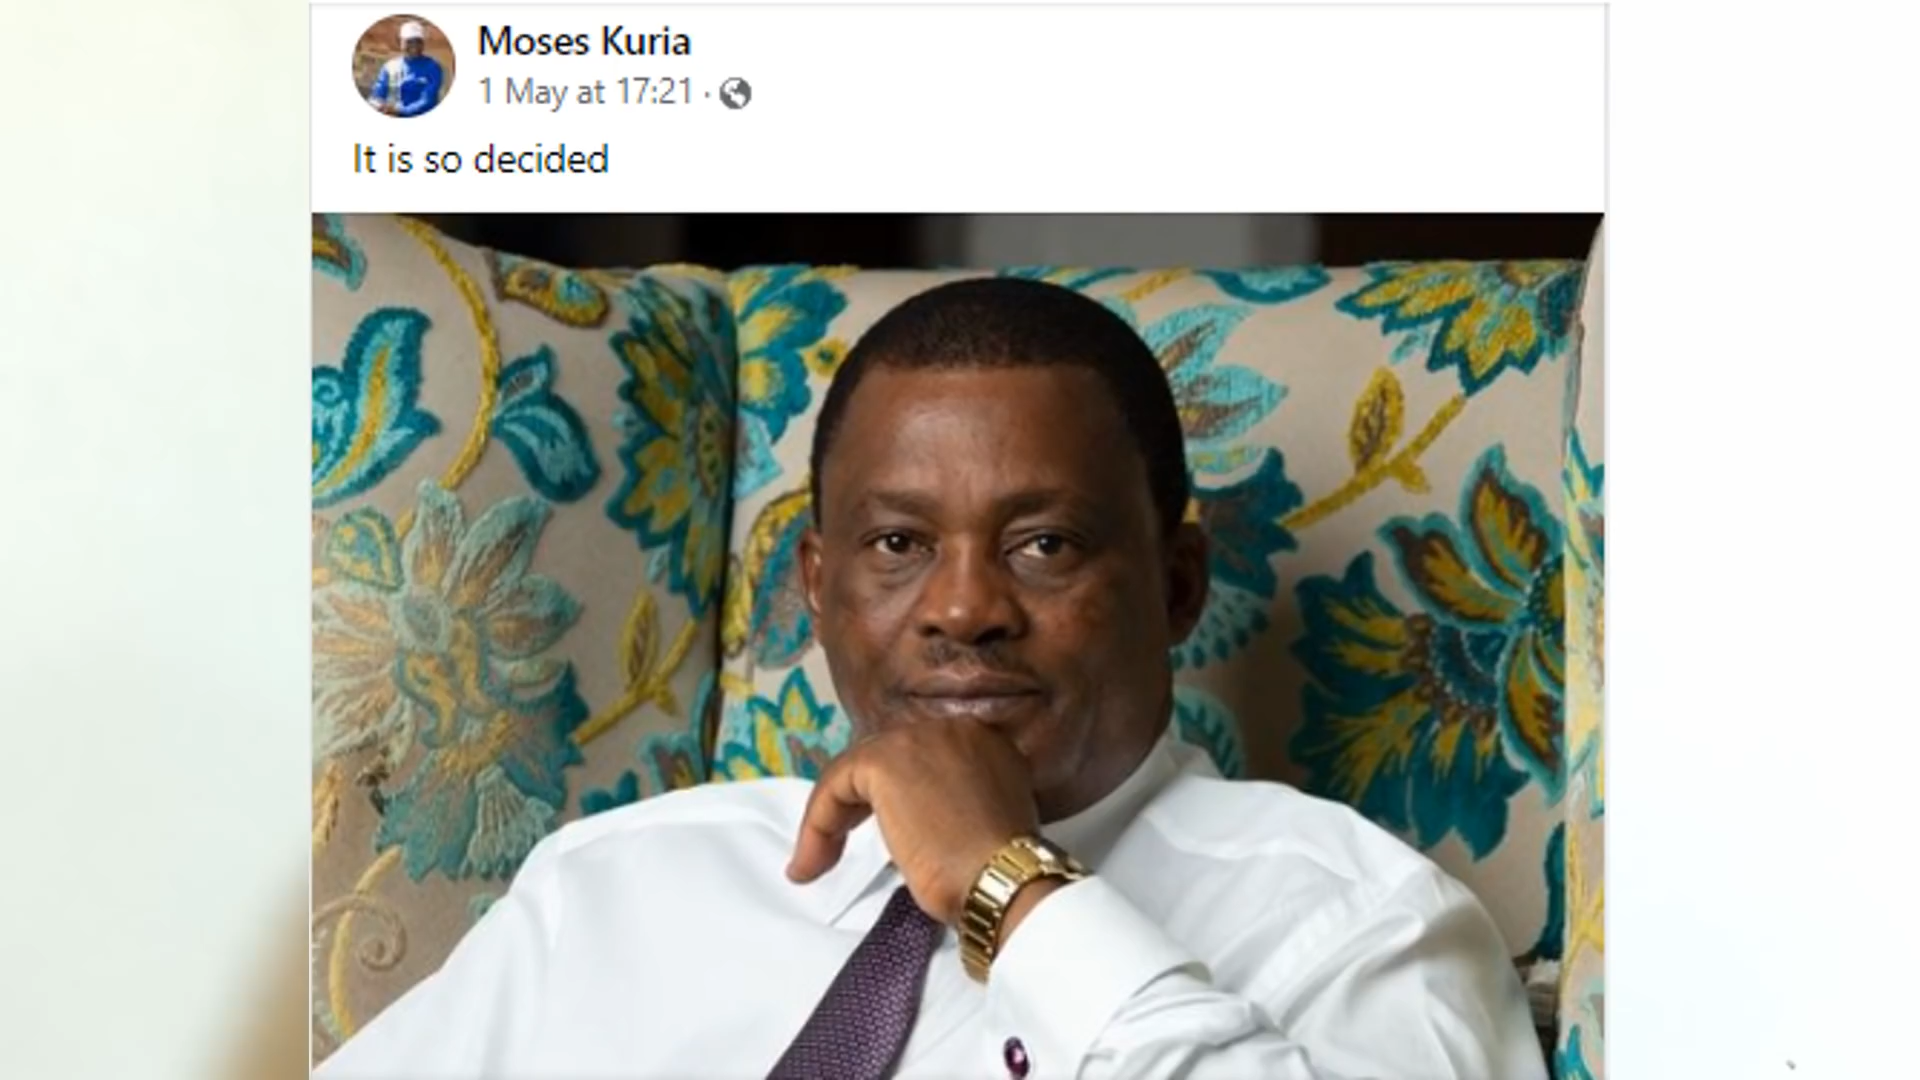 Moses Kuria
1 May at 17:21 ·
It is so decided